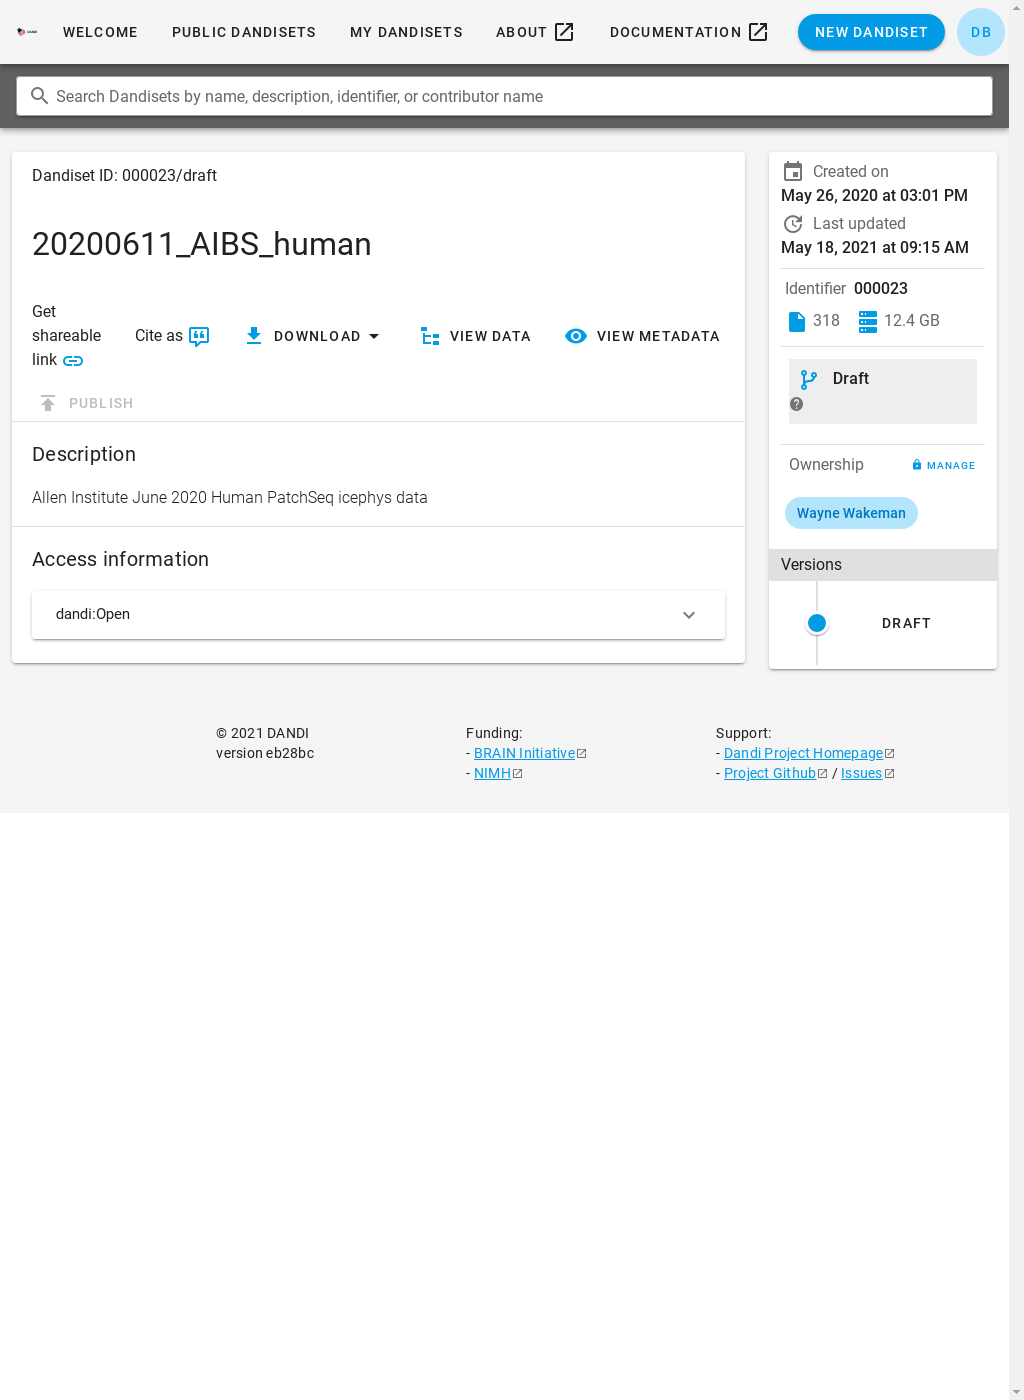 WELCOME PUBLIC DANDISETS MY DANDISETS ABOUT DOCUMENTATION NEW DANDISET DB
Search Dandisets by name, description, identifier, or contributor name
Dandiset ID: 000023/draft
20200611_AIBS_human
Get
shareable
link
Cite as DOWNLOAD VIEW DATA VIEW METADATA
PUBLISH
Description
Allen Institute June 2020 Human PatchSeq icephys data
Access information
dandi:Open
Created on
May 26, 2020 at 03:01 PM
Last updated
May 18, 2021 at 09:15 AM
Identifier 000023
318 12.4 GB
Draft
Ownership MANAGE
Wayne Wakeman
Versions
DRAFT
© 2021 DANDI
version eb28bc
Funding:
- BRAIN Initiative
- NIMH
Support:
- Dandi Project Homepage
- Project Github / Issues